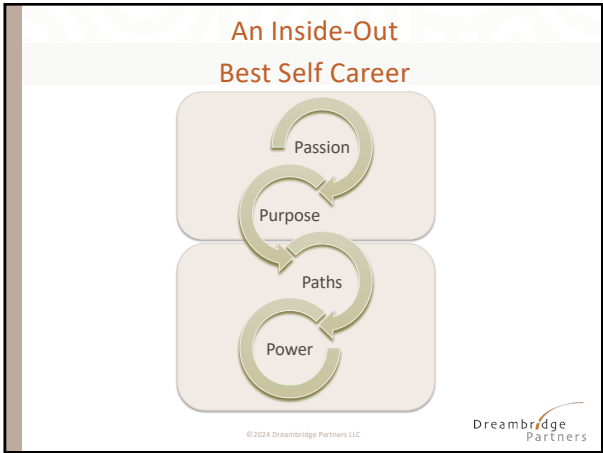 An Inside-Out
Best Self Career
Passion
Purpose
Paths
Power
©2024 Dreambridge Partners LLC
Dreambridge
Partners